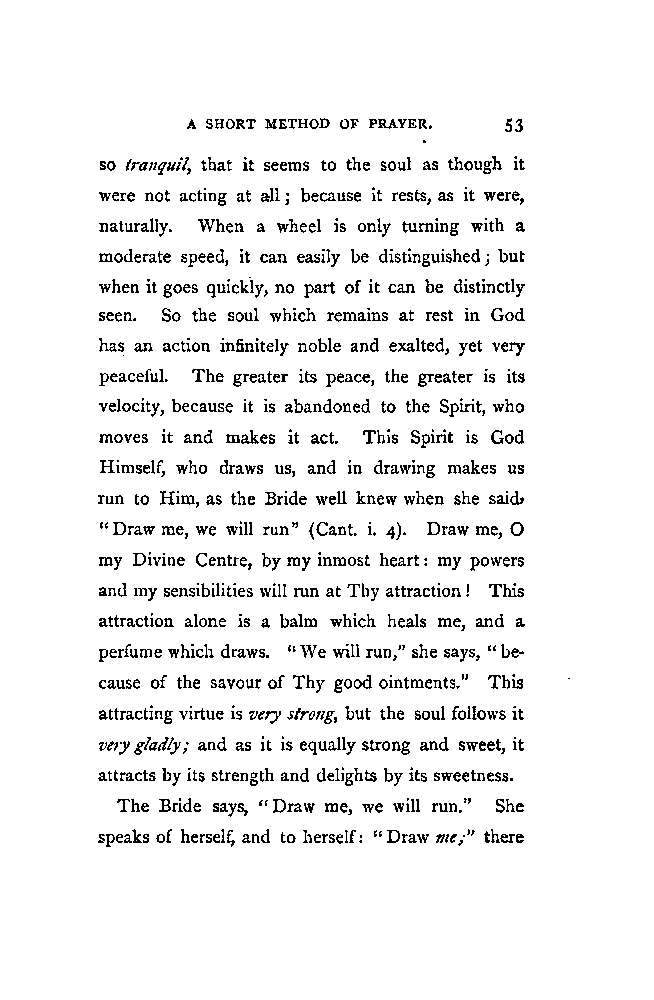 A SHORT METHOD OF PRAYER. 53
so tranquil, that it seems to the soul as though it
were not acting at all; because it rests, as it were,
naturally. When a wheel is only turning with a
moderate speed, it can easily be distinguished; but
when it goes quickly, no part of it can be distinctly
seen. So the soul which remains at rest in God
has an action infinitely noble and exalted, yet very
peaceful. The greater its peace, the greater is its
velocity, because it is abandoned to the Spirit, who
moves it and makes it act. This Spirit is God
Himself, who draws us, and in drawing makes us
run to Him, as the Bride well knew when she said,
“Draw me, we will run” (Cant. i. 4). Draw me, O
my Divine Centre, by my inmost heart: my powers
and my sensibilities will run at Thy attraction! This
attraction alone is a balm which heals me, and a
perfume which draws. “We will run,” she says, “be-
cause of the savour of Thy good ointments.” This
attracting virtue is very strong, but the soul follows it
very gladly; and as it is equally strong and sweet, it
attracts by its strength and delights by its sweetness.
The Bride says, “Draw me, we will run.” She
speaks of herself, and to herself: “Draw me;” there